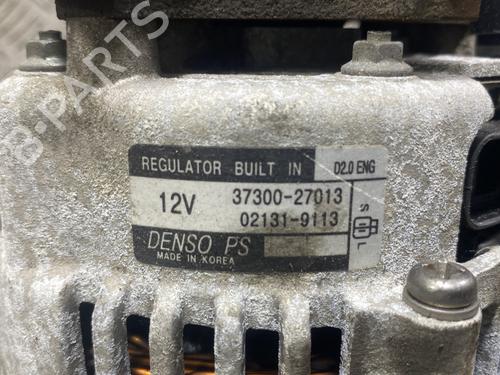 B-PARTS
REGULATOR BUILT IN D2.0 ENG
12V 37300-27013
02131-9113
S
L
DENSO PS
MADE IN KOREA